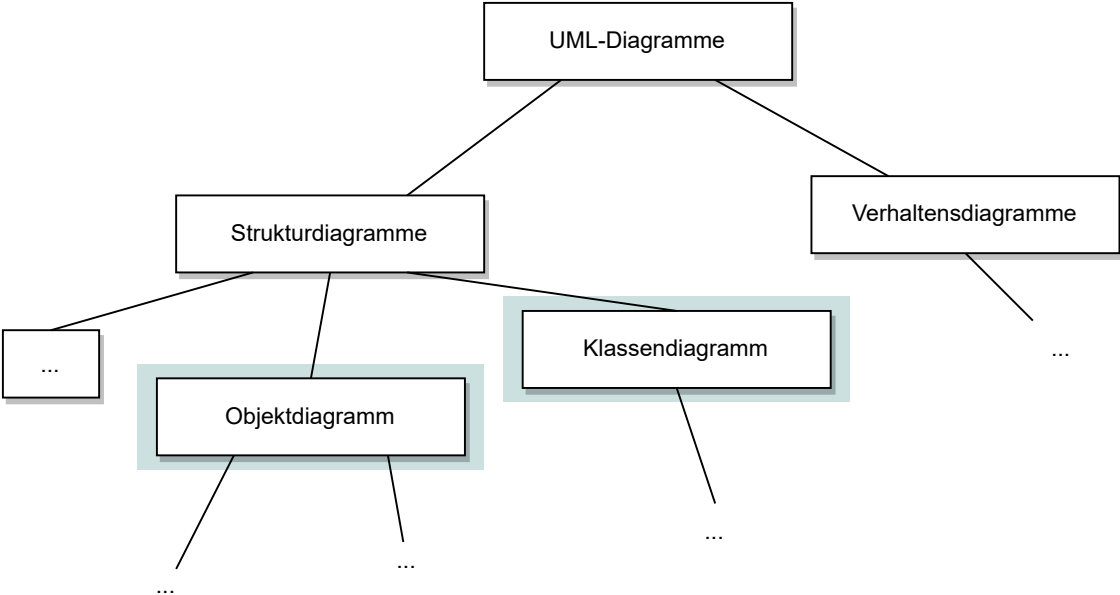 UML-Diagramme
Strukturdiagramme
Verhaltensdiagramme
...
Objektdiagramm
Klassendiagramm
...
...
...
...